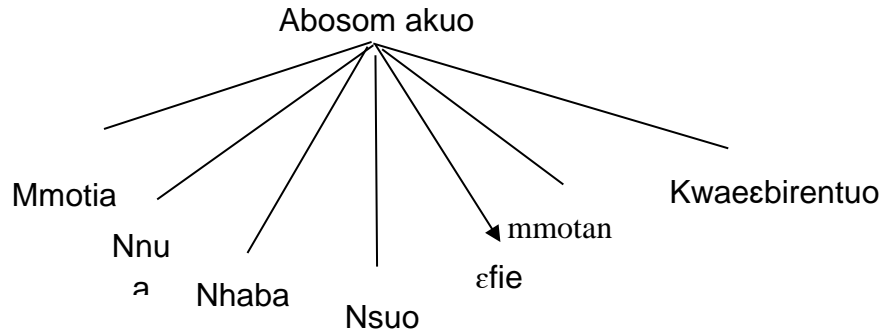 Abosom akuo
Mmotia
Kwaeɛbirentuo
Nnu
a
mmotan
ɛfie
Nhaba
Nsuo